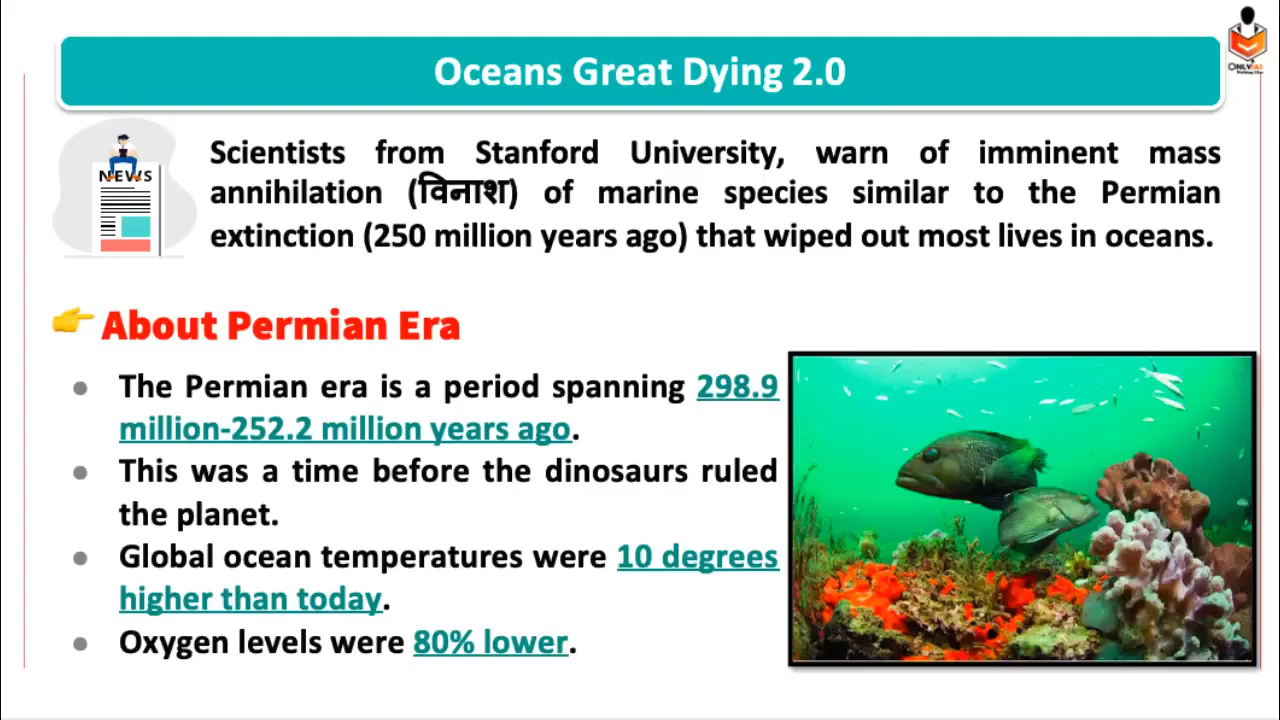 Oceans Great Dying 2.0
ONLYIAS
NEWS
Scientists from Stanford University, warn of imminent mass
annihilation (विनाश) of marine species similar to the Permian
extinction (250 million years ago) that wiped out most lives in oceans.
About Permian Era
The Permian era is a period spanning 298.9
million-252.2 million years ago.
This was a time before the dinosaurs ruled
the planet.
Global ocean temperatures were 10 degrees
higher than today.
Oxygen levels were 80% lower.